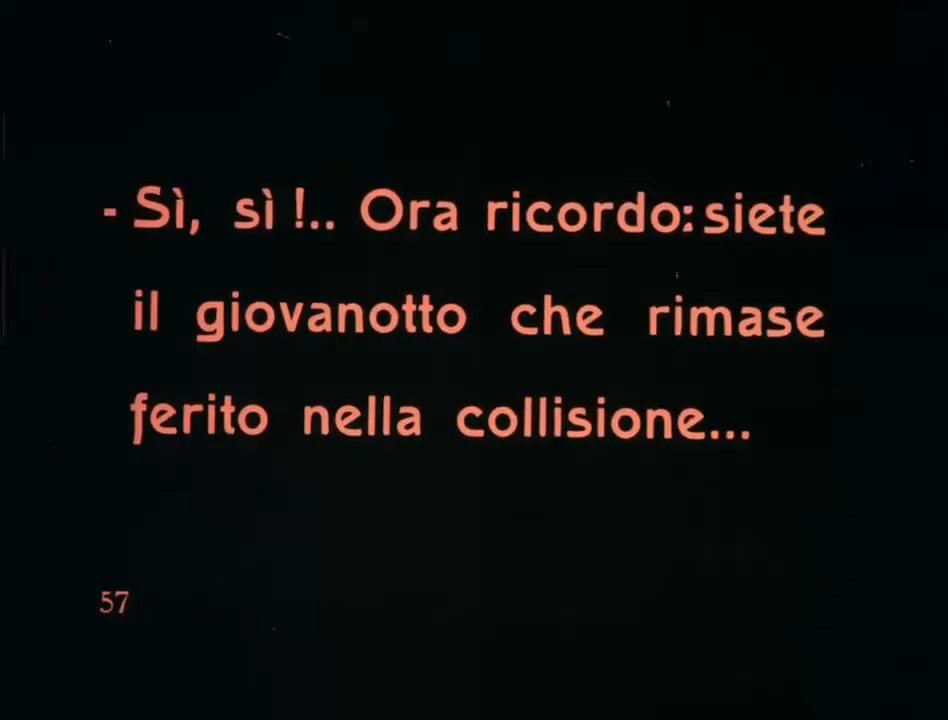 - Sì, sì !.. Ora ricordo: siete
il giovanotto che rimase
ferito nella collisione...
57